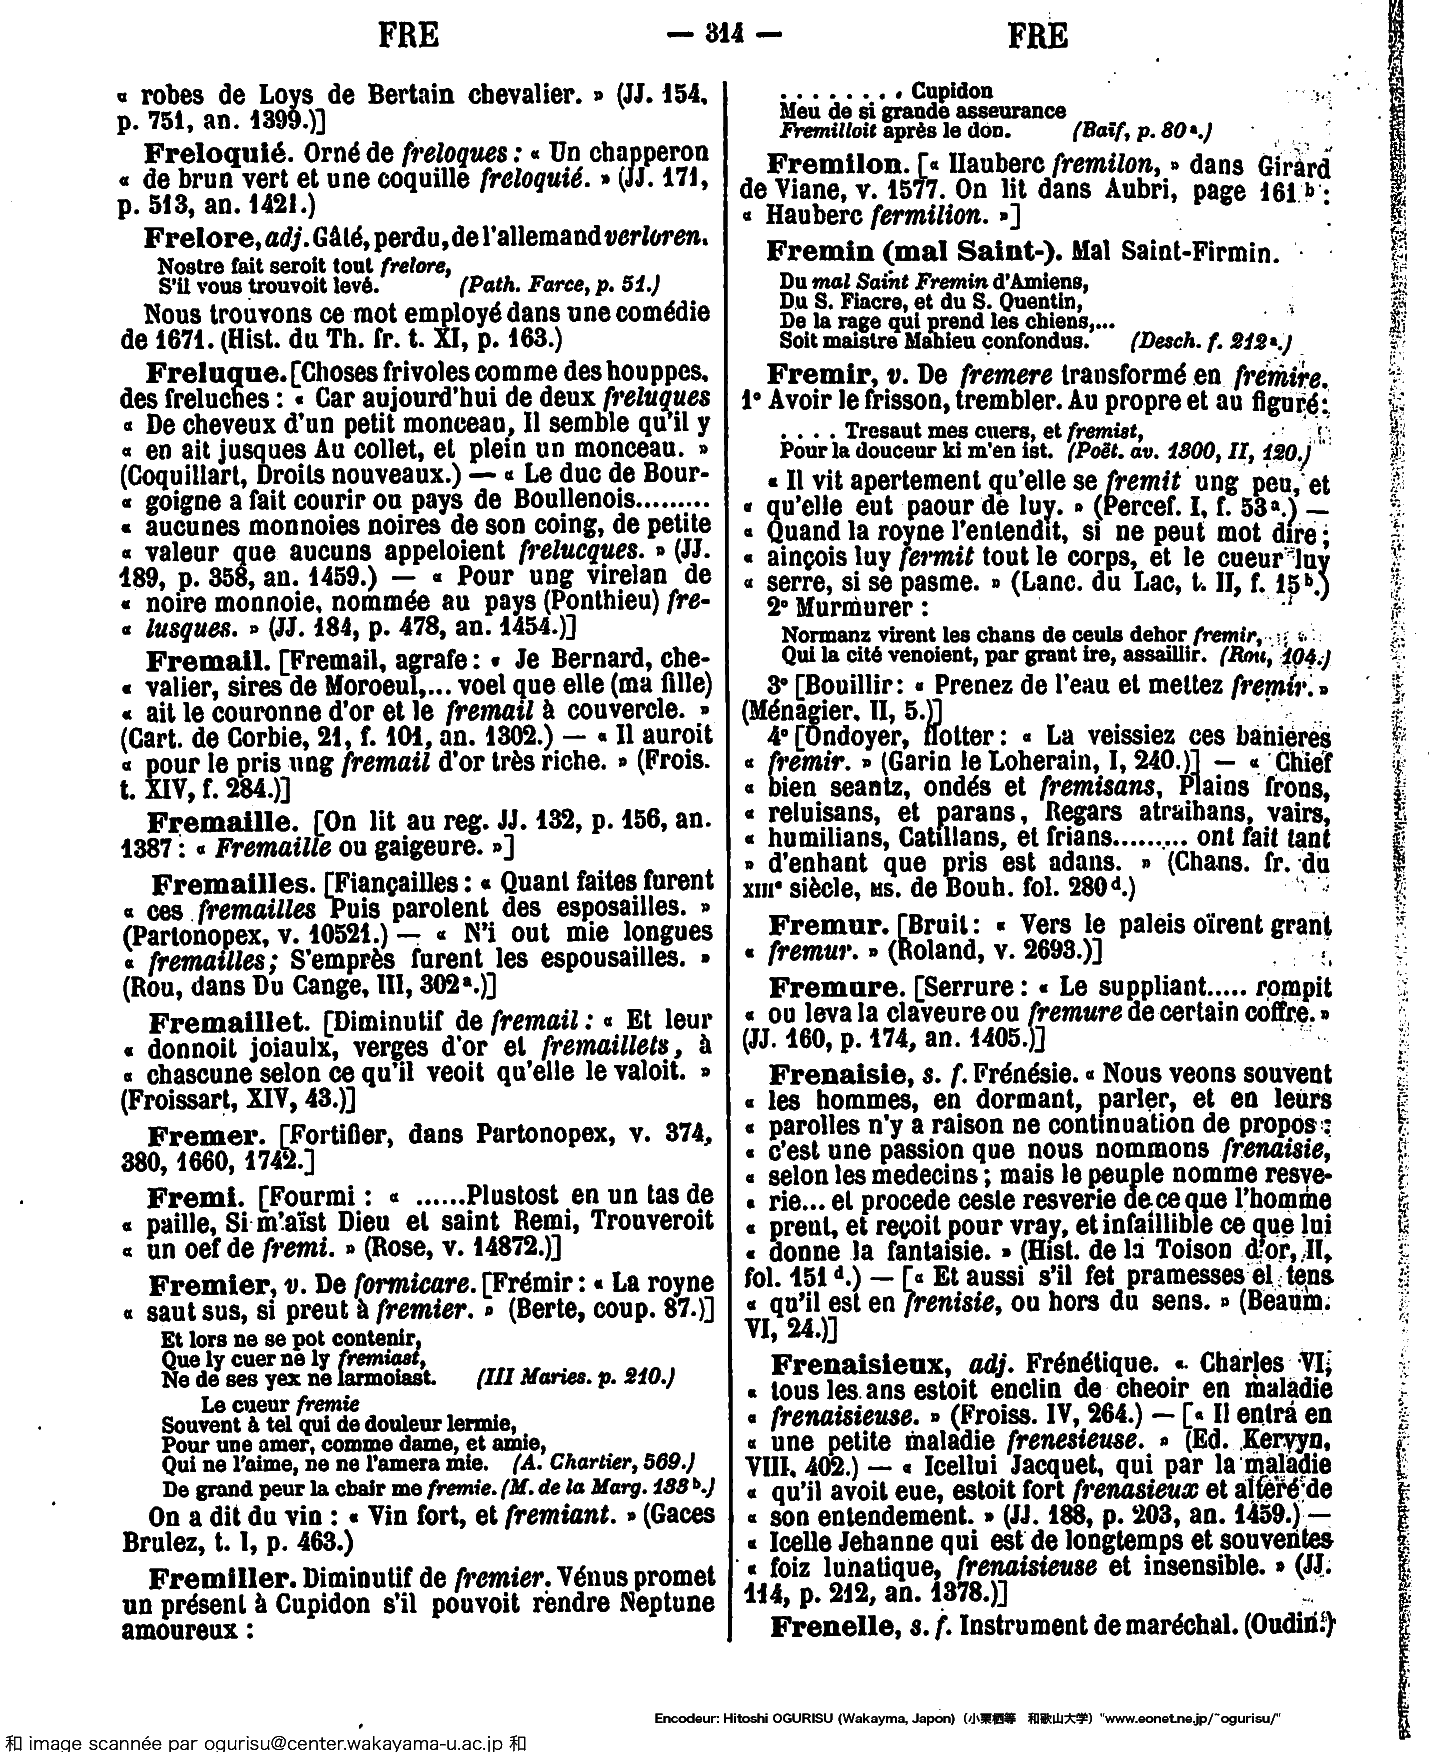 FRE — 314 — FRE
« robes de Loys de Bertain chevalier. » (JJ. 154,
p. 751, an. 1399.)]
Freloquié. Orné de freloques : « Un chapperon
« de brun vert et une coquille freloquié. » (JJ. 171,
p. 513, an. 1421.)
Frelore, adj. Gâté, perdu, de l'allemand verloren.
Nostre fait seroit tout frelore,
S'il vous trouvoit levé. (Path. Farce, p. 51.)
Nous trouvons ce mot employé dans une comédie
de 1671. (Hist. du Th. fr. t. XI, p. 163.)
Freluque. [Choses frivoles comme des houppes,
des freluches : « Car aujourd'hui de deux freluques
« De cheveux d'un petit monceau, Il semble qu'il y
« en ait jusques Au collet, et plein un monceau. »
(Coquillart, Droits nouveaux.) — « Le duc de Bour-
« goigne a fait courir ou pays de Boullenois.........
« aucunes monnoies noires de son coing, de petite
« valeur que aucuns appeloient frelucques. » (JJ.
189, p. 358, an. 1459.) — « Pour ung virelan de
« noire monnoie, nommée au pays (Ponthieu) fre-
« lusques. » (JJ. 184, p. 478, an. 1454.)]
Fremail. [Fremail, agrafe : « Je Bernard, che-
« valier, sires de Moroeul,... voel que elle (ma fille)
« ait le couronne d'or et le fremail à couvercle. »
(Cart. de Corbie, 21, f. 101, an. 1302.) — « Il auroit
« pour le pris ung fremail d'or très riche. » (Frois.
t. XIV, f. 284.)]
Fremaille. [On lit au reg. JJ. 132, p. 156, an.
1387 : « Fremaille ou gaigeure. »]
Fremailles. [Fiançailles : « Quant faites furent
« ces fremailles Puis parolent des esposailles. »
(Partonopex, v. 10521.) — « N'i out mie longues
« fremailles; S'emprès furent les espousailles. »
(Rou, dans Du Cange, III, 302ª.)]
Fremaillet. [Diminutif de fremail : « Et leur
« donnoit joiaulx, verges d'or et fremaillets, à
« chascune selon ce qu'il veoit qu'elle le valoit. »
(Froissart, XIV, 43.)]
Fremer. [Fortifier, dans Partonopex, v. 374,
380, 1660, 1742.]
Fremi. [Fourmi : « ......Plustost en un tas de
« paille, Si m'aïst Dieu et saint Remi, Trouveroit
« un oef de fremi. » (Rose, v. 14872.)]
Fremier, v. De formicare. [Frémir : « La royne
« saut sus, si preut à fremier. » (Berte, coup. 87.)]
Et lors ne se pot contenir,
Que ly cuer ne ly fremiast,
Ne de ses yex ne larmoiast. (III Maries. p. 210.)
Le cueur fremie
Souvent à tel qui de douleur lermie,
Pour une amer, comme dame, et amie,
Qui ne l'aime, ne ne l'amera mie. (A. Chartier, 569.)
De grand peur la chair me fremie. (M. de la Marg. 138ᵇ.)
On a dit du vin : « Vin fort, et fremiant. » (Gaces
Brulez, t. I, p. 463.)
Fremiller. Diminutif de fremier. Vénus promet
un présent à Cupidon s'il pouvoit rendre Neptune
amoureux :
. . . . . . . . Cupidon
Meu de si grande asseurance
Fremilloit après le don. (Baïf, p. 80ª.)
Fremilon. [« Hauberc fremilon, » dans Girard
de Viane, v. 1577. On lit dans Aubri, page 161ᵇ :
« Hauberc fermilion. »]
Fremin (mal Saint-). Mal Saint-Firmin.
Du mal Saint Fremin d'Amiens,
Du S. Fiacre, et du S. Quentin,
De la rage qui prend les chiens,...
Soit maistre Mahieu confondus. (Desch. f. 212ª.)
Fremir, v. De fremere transformé en fremire.
1º Avoir le frisson, trembler. Au propre et au figuré :
. . . . Tresaut mes cuers, et fremist,
Pour la douceur ki m'en ist. (Poët. av. 1300, II, 120.)
« Il vit apertement qu'elle se fremit ung peu, et
« qu'elle eut paour de luy. » (Percef. I, f. 53ª.) —
« Quand la royne l'entendit, si ne peut mot dire ;
« ainçois luy fermit tout le corps, et le cueur luy
« serre, si se pasme. » (Lanc. du Lac, t. II, f. 15ᵇ.)
2º Murmurer :
Normanz virent les chans de ceuls dehor fremir,
Qui la cité venoient, par grant ire, assaillir. (Rou, 104.)
3º [Bouillir : « Prenez de l'eau et mettez fremir. »
(Ménagier, II, 5.)]
4º [Ondoyer, flotter : « La veissiez ces banieres
« fremir. » (Garin le Loherain, I, 240.)] — « Chief
« bien seantz, ondés et fremisans, Plains frons,
« reluisans, et parans, Regars atraihans, vairs,
« humilians, Catillans, et frians......... ont fait tant
» d'enhant que pris est adans. » (Chans. fr. du
XIIIᵉ siècle, MS. de Bouh. fol. 280ᵈ.)
Fremur. [Bruit : « Vers le paleis oïrent grant
« fremur. » (Roland, v. 2693.)]
Fremure. [Serrure : « Le suppliant..... rompit
« ou leva la claveure ou fremure de certain coffre. »
(JJ. 160, p. 174, an. 1405.)]
Frenaisie, s. f. Frénésie. « Nous veons souvent
« les hommes, en dormant, parler, et en leurs
« parolles n'y a raison ne continuation de propos :
« c'est une passion que nous nommons frenaisie,
« selon les medecins ; mais le peuple nomme resve-
« rie... et procede ceste resverie de ce que l'homme
« preut, et reçoit pour vray, et infaillible ce que lui
« donne la fantaisie. » (Hist. de la Toison d'or, II,
fol. 151ᵈ.) — [« Et aussi s'il fet pramesses el tens
« qu'il est en frenisie, ou hors du sens. » (Beaum.
VI, 24.)]
Frenaisieux, adj. Frénétique. « Charles VI,
« tous les ans estoit enclin de cheoir en maladie
« frenaisieuse. » (Froiss. IV, 264.) — [« Il entra en
« une petite maladie frenesieuse. » (Ed. Kervyn,
VIII, 402.) — « Icellui Jacquet, qui par la maladie
« qu'il avoit eue, estoit fort frenasieux et altéré de
« son entendement. » (JJ. 188, p. 203, an. 1459.) —
« Icelle Jehanne qui est de longtemps et souventes
« foiz lunatique, frenaisieuse et insensible. » (JJ.
114, p. 212, an. 1378.)]
Frenelle, s. f. Instrument de maréchal. (Oudin.)
Encodeur: Hitoshi OGURISU (Wakayma, Japon) (小栗栖等 和歌山大学) "www.eonet.ne.jp/~ogurisu/"
和 image scannée par ogurisu@center.wakayama-u.ac.jp 和